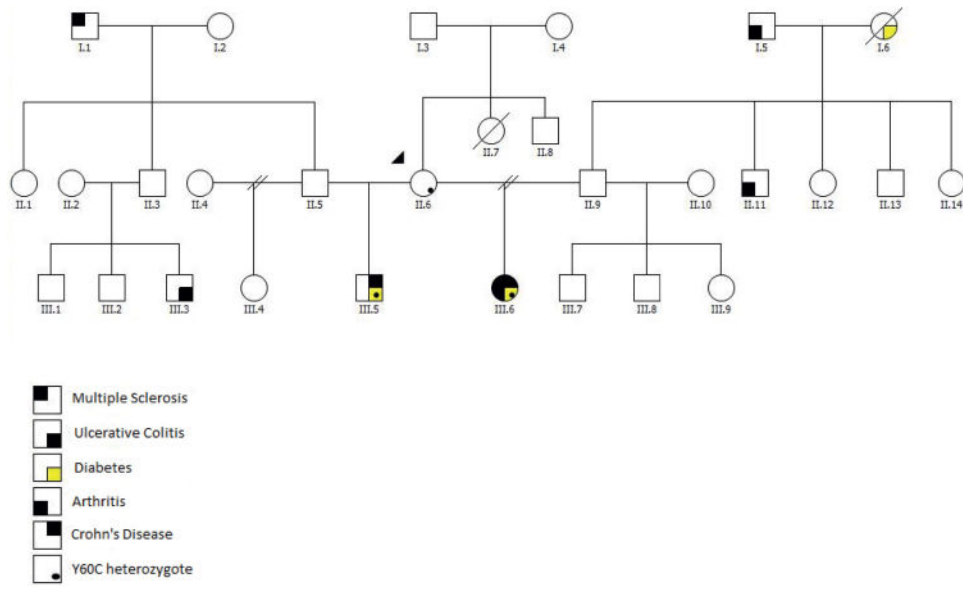 I.1 I.2 I.3 I.4 I.5 I.6
II.7 II.8
II.1 II.2 II.3 II.4 II.5 II.6 II.9 II.10 II.11 II.12 II.13 II.14
III.1 III.2 III.3 III.4 III.5 III.6 III.7 III.8 III.9
Multiple Sclerosis
Ulcerative Colitis
Diabetes
Arthritis
Crohn's Disease
Y60C heterozygote